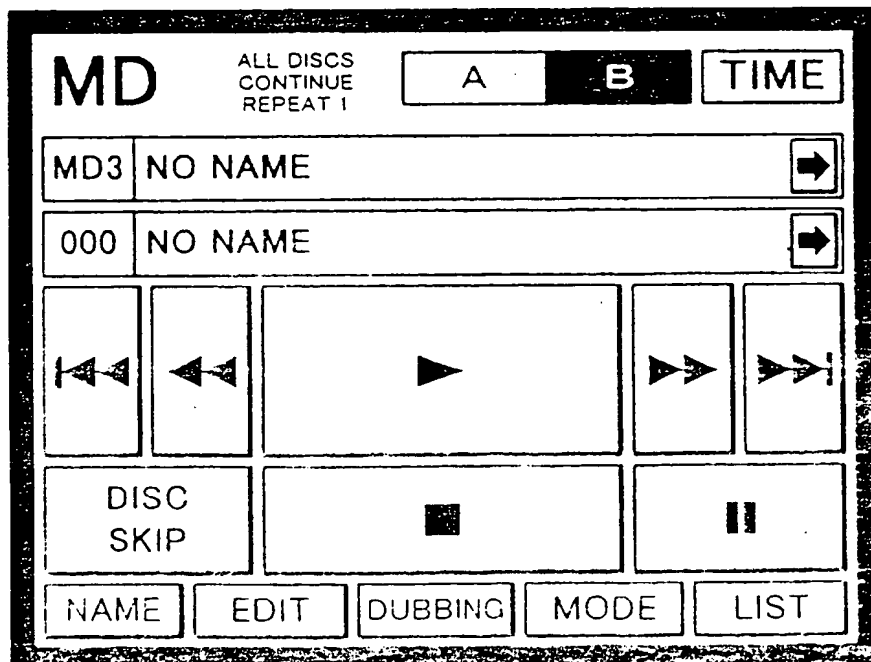 MD
ALL DISCS
CONTINUE
REPEAT 1
A B TIME
MD3 NO NAME
000 NO NAME
DISC
SKIP
NAME EDIT DUBBING MODE LIST